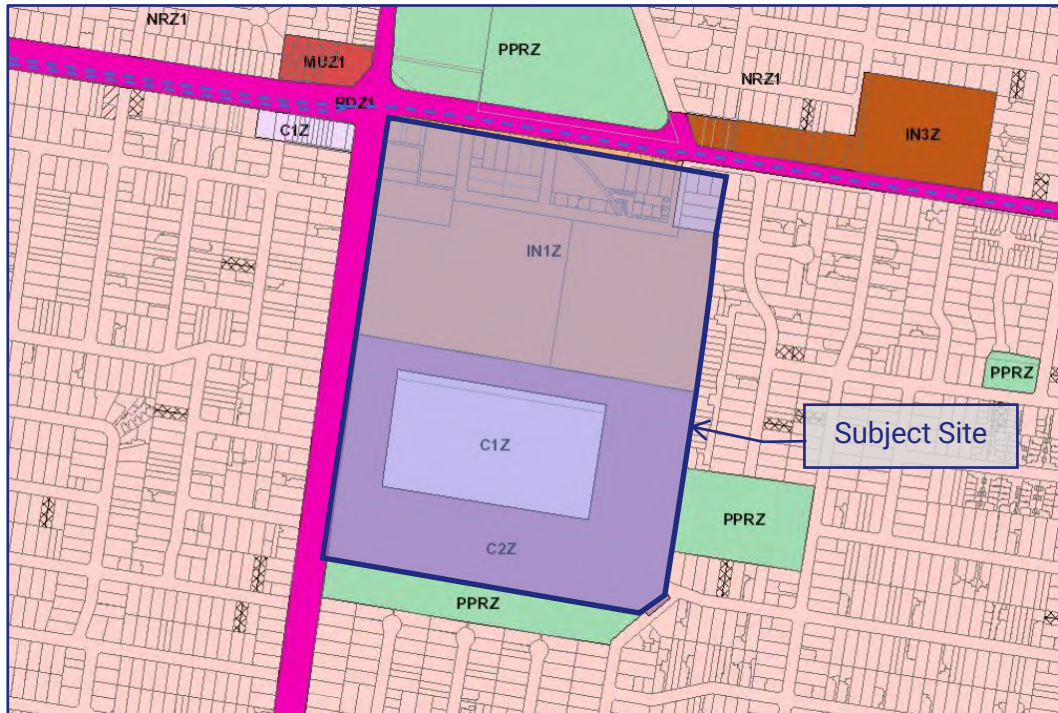 NRZ1
PPRZ
MUZ1
NRZ1
RDZ1
C1Z
IN3Z
IN1Z
PPRZ
Subject Site
C1Z
PPRZ
C2Z
PPRZ